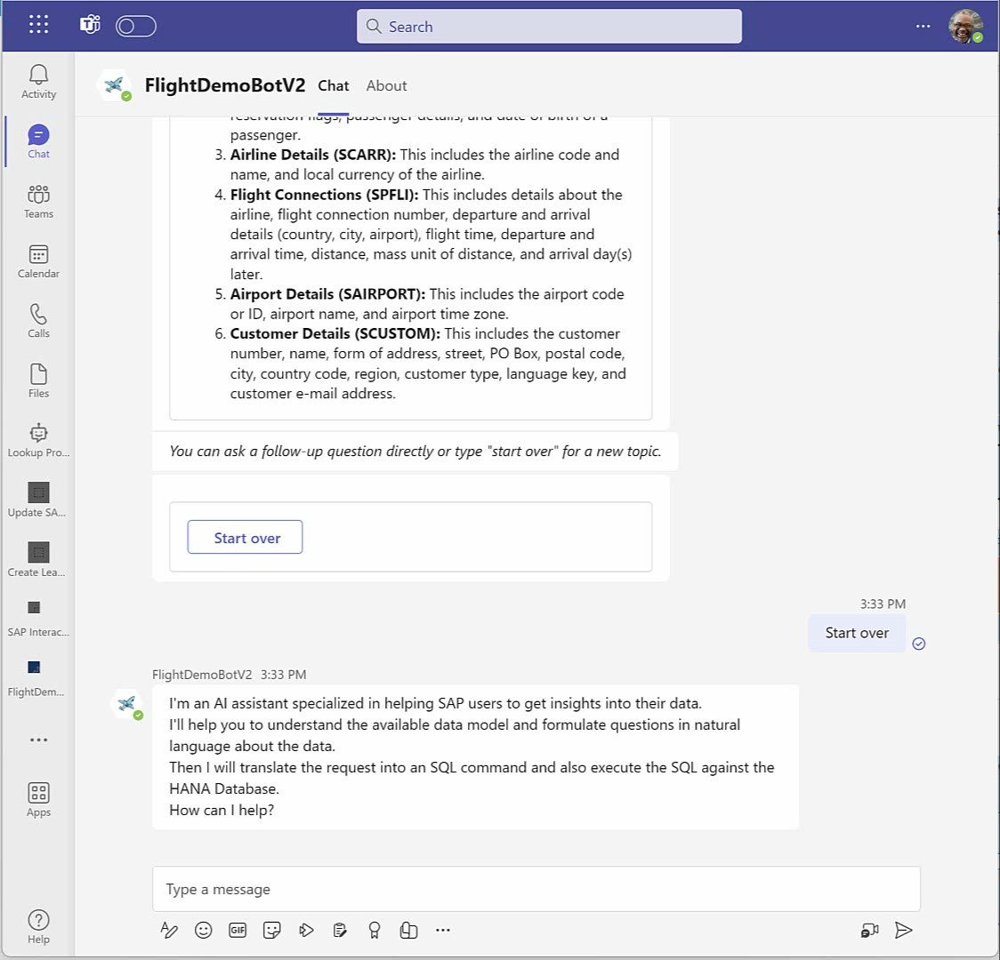 Search
FlightDemoBotV2
Chat
About
Activity
Chat
Teams
Calendar
Calls
Files
Lookup Pro...
Update SA...
Create Lea...
SAP Interac...
FlightDem...
Apps
Help
reservation flags, passenger details, and date of birth of a
passenger.
3. Airline Details (SCARR): This includes the airline code and
name, and local currency of the airline.
4. Flight Connections (SPFLI): This includes details about the
airline, flight connection number, departure and arrival
details (country, city, airport), flight time, departure and
arrival time, distance, mass unit of distance, and arrival day(s)
later.
5. Airport Details (SAIRPORT): This includes the airport code
or ID, airport name, and airport time zone.
6. Customer Details (SCUSTOM): This includes the customer
number, name, form of address, street, PO Box, postal code,
city, country code, region, customer type, language key, and
customer e-mail address.
You can ask a follow-up question directly or type "start over" for a new topic.
Start over
3:33 PM
Start over
FlightDemoBotV2 3:33 PM
I'm an AI assistant specialized in helping SAP users to get insights into their data.
I'll help you to understand the available data model and formulate questions in natural
language about the data.
Then I will translate the request into an SQL command and also execute the SQL against the
HANA Database.
How can I help?
Type a message
GIF